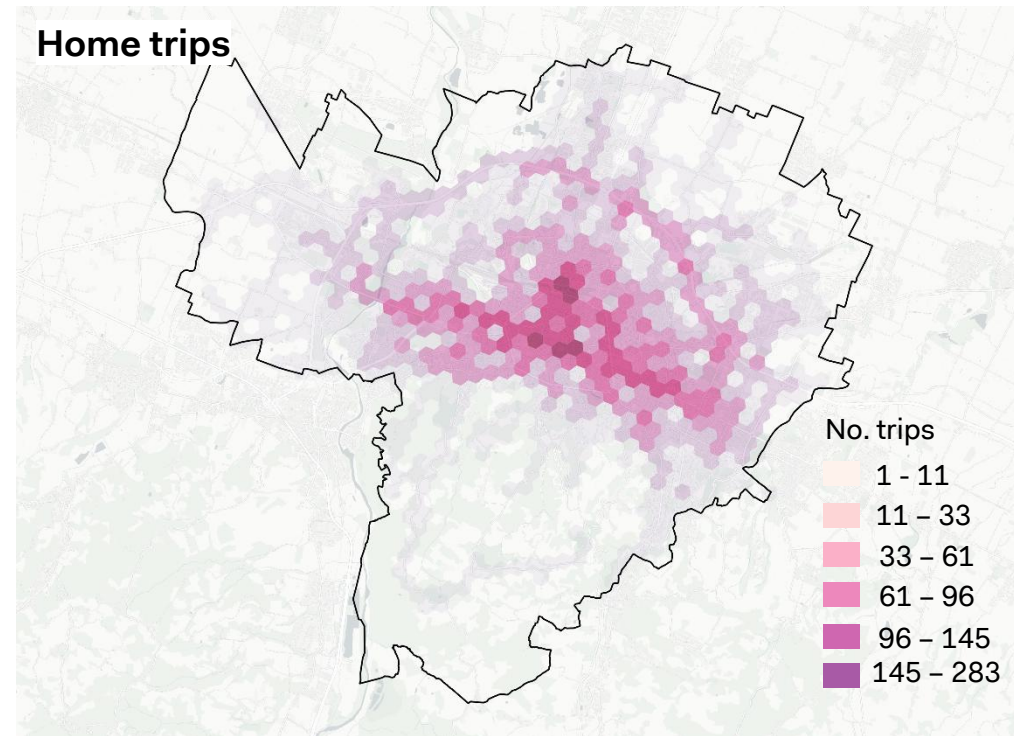 Home trips
No. trips
1 - 11
11 – 33
33 – 61
61 – 96
96 – 145
145 – 283